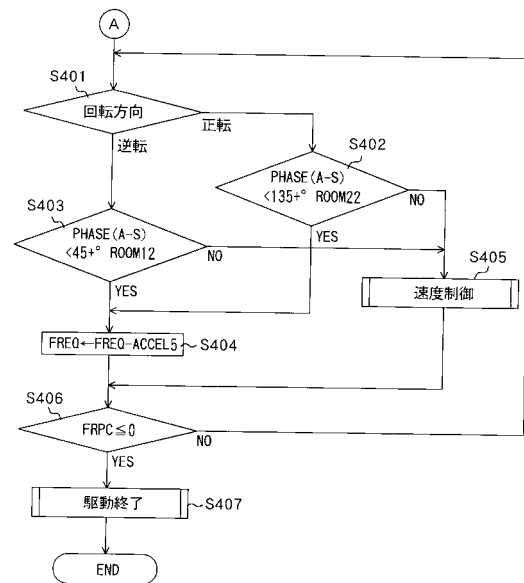 A
S401
回転方向
正転
逆転
S402
PHASE(A-S)
<135+° ROOM22
NO
YES
S403
PHASE(A-S)
<45+° ROOM12
NO
YES
S405
速度制御
FREQ←FREQ-ACCEL5
S404
S406
FRPC≦0
NO
YES
駆動終了
S407
END